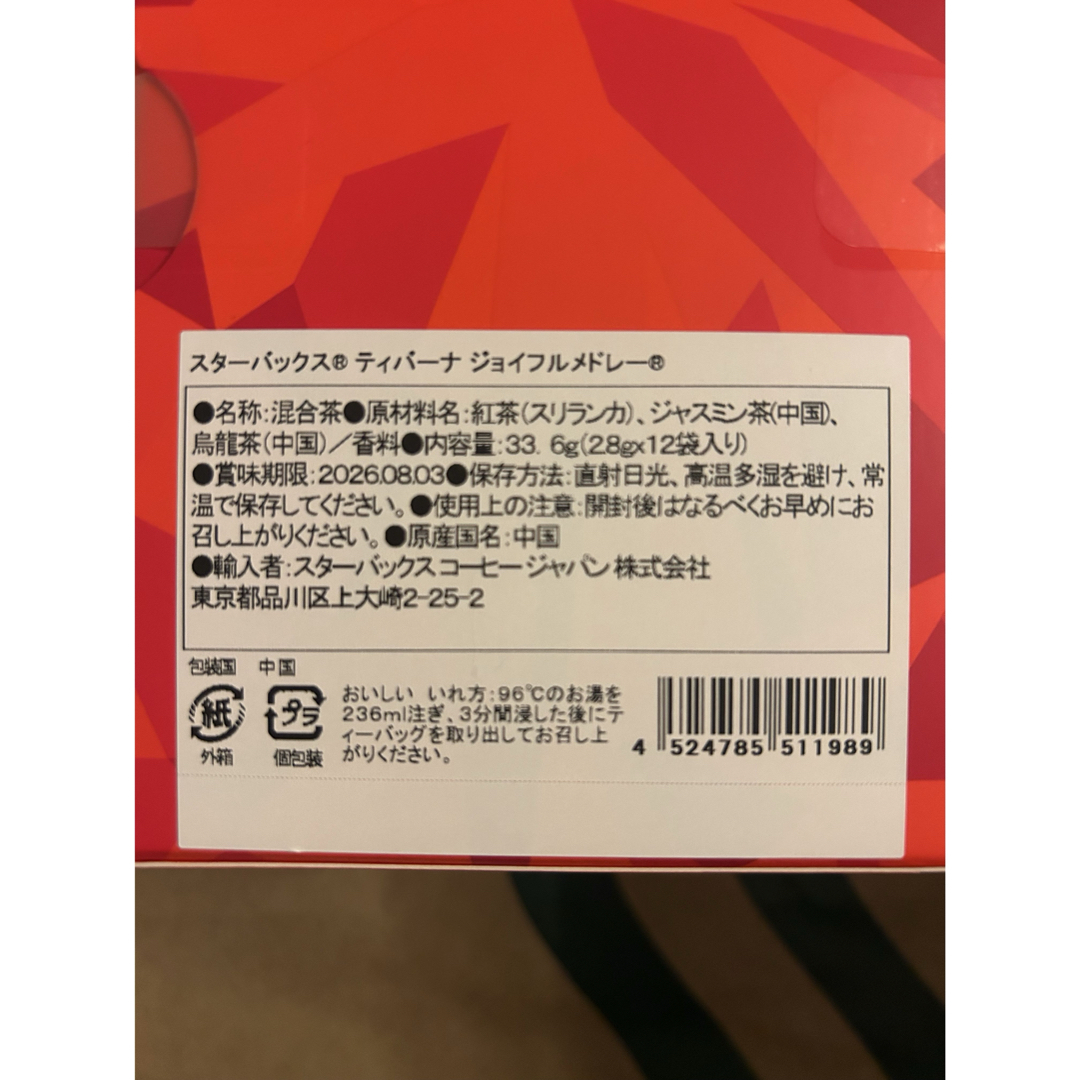 スターバックス® ティバーナ ジョイフルメドレー®
●名称:混合茶●原材料名:紅茶(スリランカ)、ジャスミン茶(中国)、
烏龍茶(中国)／香料●内容量:33. 6g(2.8gx12袋入り)
●賞味期限:2026.08.03●保存方法:直射日光、高温多湿を避け、常
温で保存してください。●使用上の注意:開封後はなるべくお早めにお
召し上がりください。●原産国名:中国
●輸入者:スターバックス コーヒー ジャパン 株式会社
東京都品川区上大崎2-25-2
包装国 中国
紙
外箱
プラ
個包装
おいしい いれ方:96℃のお湯を
236ml注ぎ、3分間浸した後にテ
ィーバッグを取り出してお召し上
がりください。
4 524785 511989